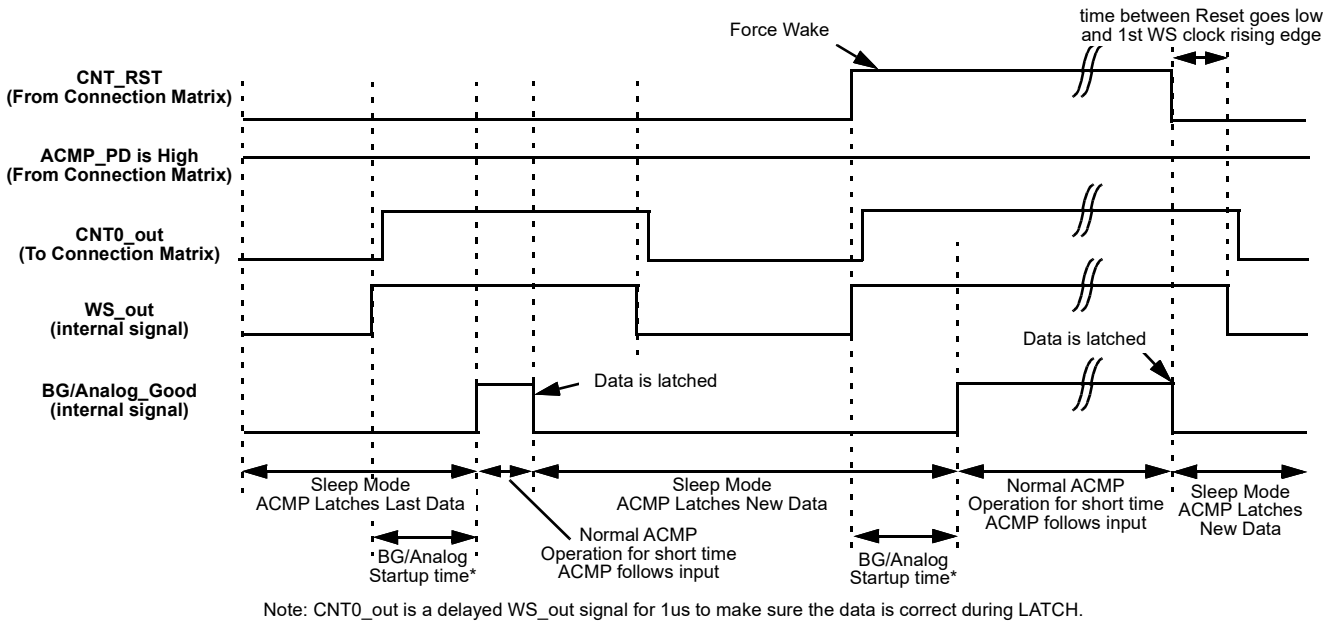 time between Reset goes low
and 1st WS clock rising edge
Force Wake
CNT_RST
(From Connection Matrix)
ACMP_PD is High
(From Connection Matrix)
CNT0_out
(To Connection Matrix)
WS_out
(internal signal)
Data is latched
BG/Analog_Good
(internal signal)
Data is latched
Sleep Mode
ACMP Latches Last Data
Sleep Mode
ACMP Latches New Data
Normal ACMP
Operation for short time
ACMP follows input
Sleep Mode
ACMP Latches
New Data
BG/Analog
Startup time*
Normal ACMP
Operation for short time
ACMP follows input
BG/Analog
Startup time*
Note: CNT0_out is a delayed WS_out signal for 1us to make sure the data is correct during LATCH.